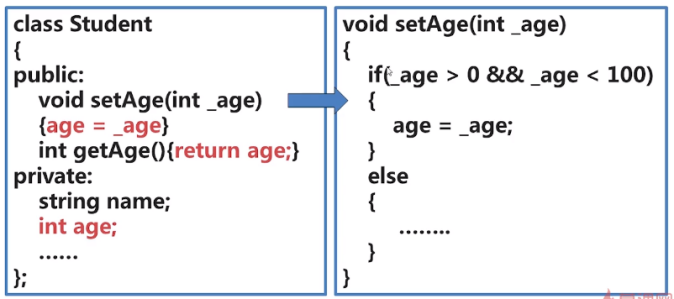 class Student
{
public:
void setAge(int _age)
{age = _age}
int getAge(){return age;}
private:
string name;
int age;
......
};
void setAge(int _age)
{
if(_age > 0 && _age < 100)
{
age = _age;
}
else
{
........
}
}